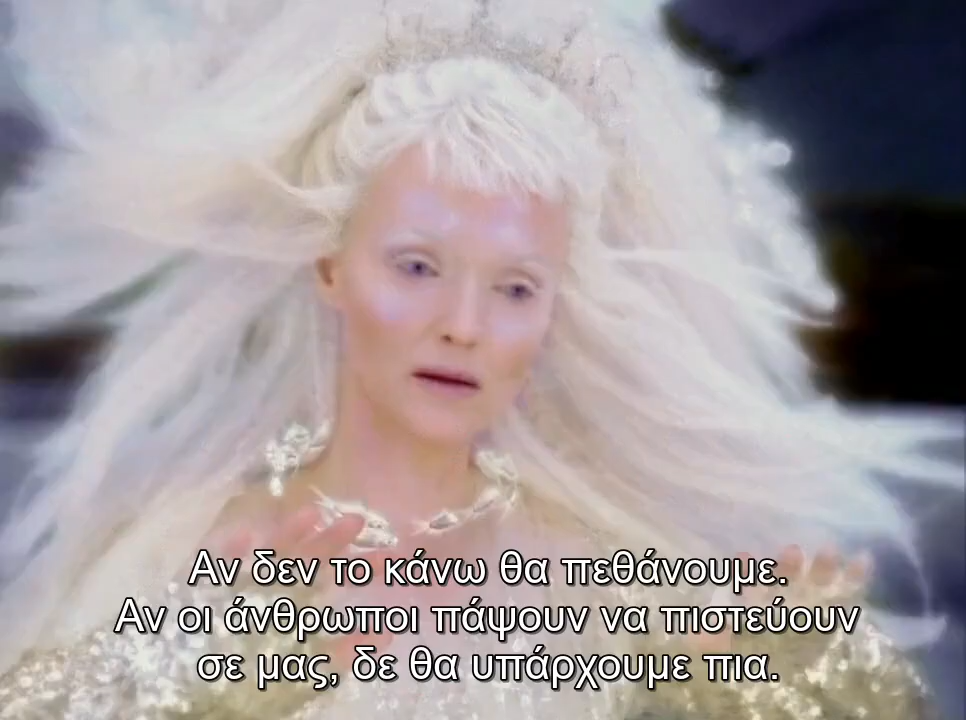 Αν δεν το κάνω θα πεθάνουμε.
Αν οι άνθρωποι πάψουν να πιστεύουν
σε μας, δε θα υπάρχουμε πια.